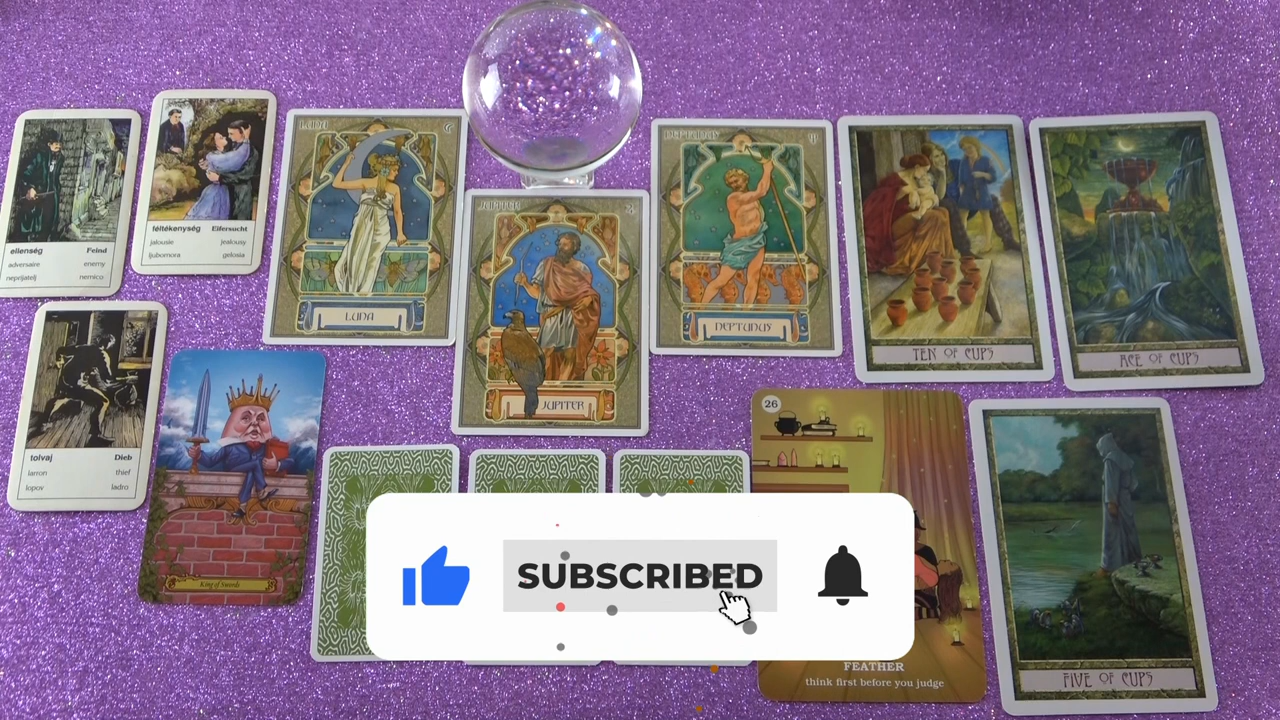 ellenség Feind
adversaire enemy
neprijatelj nemico
féltékenység Eifersucht
jalousie jealousy
ljubomora gelosia
LUNA
LUNA
JUPITER
JUPITER
NEPTUNUS
NEPTUNUS
TEN OF CUPS
ACE OF CUPS
tolvaj Dieb
larron thief
lopov ladro
King of Swords
26
SUBSCRIBED
FEATHER
think first before you judge
FIVE OF CUPS